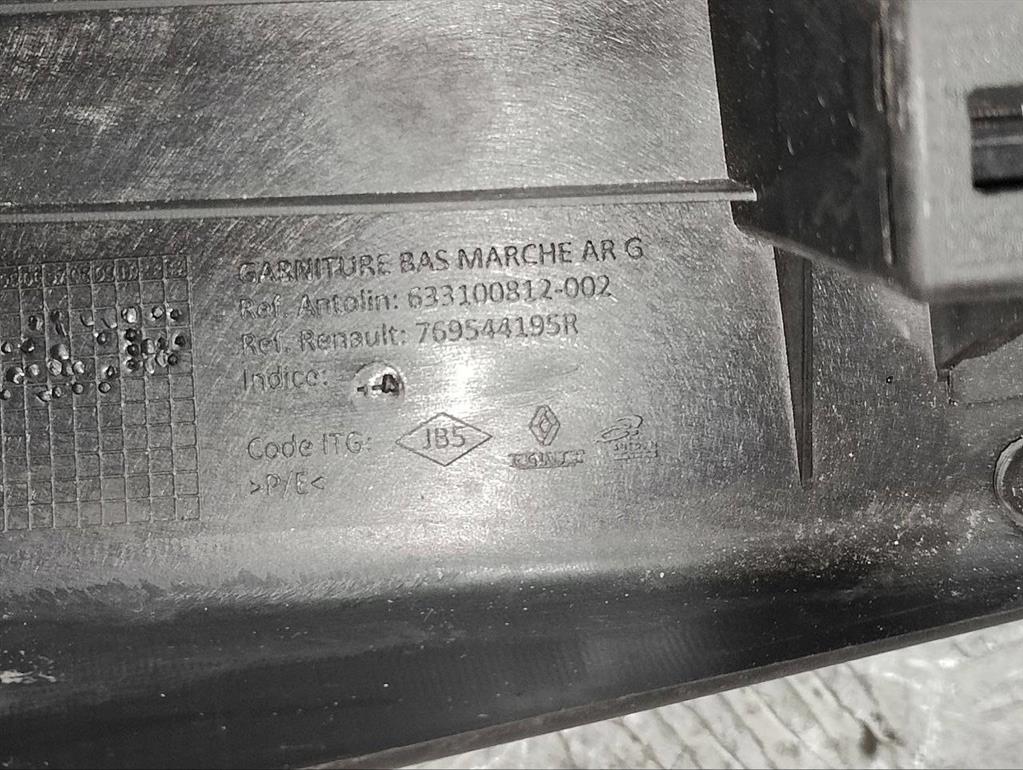 GARNITURE BAS MARCHE AR G
Ref. Antolin: 633100812-002
Ref. Renault: 769544195R
Indice:
Code ITG: JB5
>P/E<